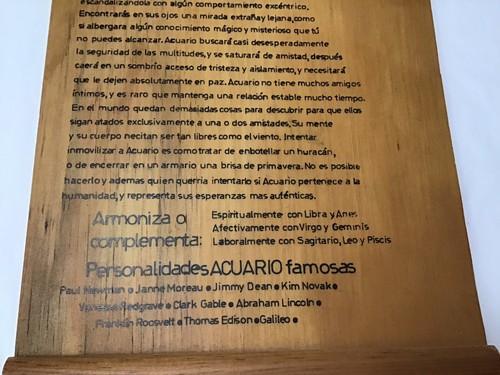 escandalizándola con algún comportamiento excéntrico.
Encontrarás en sus ojos una mirada extraña y lejana, como
si albergara algún conocimiento mágico y misterioso que tú
no puedes alcanzar. Acuario buscará casi desesperadamente
la seguridad de las multitudes, y se saturará de amistad, después
caerá en un sombrío acceso de tristeza y aislamiento, y necesitará
que le dejen absolutamente en paz. Acuario no tiene muchos amigos
íntimos, y es raro que mantenga una relación estable mucho tiempo.
En el mundo quedan demasiadas cosas para descubrir para que ellos
sigan atados exclusivamente a una o dos amistades. Su mente
y su cuerpo necitan ser tan libres como el viento. Intentar
inmovilizar a Acuario es como tratar de enbotellar un huracán,
o de encerrar en un armario una brisa de primavera. No es posible
hacerlo y ademas quien querria intentarlo si Acuario pertenece a la
humanidad, y representa sus esperanzas mas auténticas.
Armoniza o complementa:
Espiritualmente con Libra y Aries
Afectivamente con Virgo y Geminis
Laboralmente con Sagitario, Leo y Piscis
Personalidades ACUARIO famosas
Paul Newman • Janne Moreau • Jimmy Dean • Kim Novak •
Vanessa Redgrave • Clark Gable • Abraham Lincoln •
Franklin Roosvelt • Thomas Edison • Galileo •